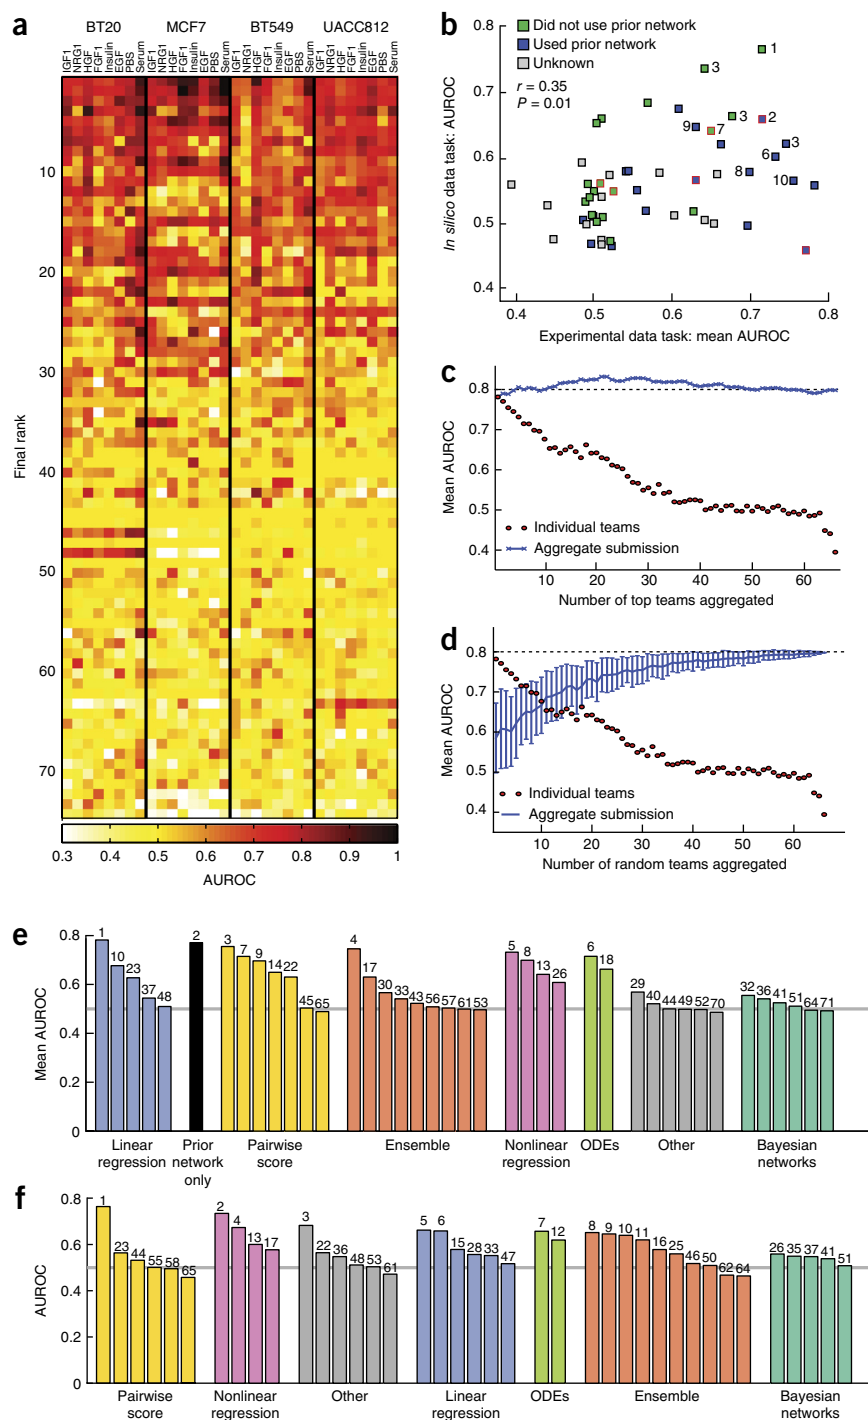 a
BT20 MCF7 BT549 UACC812
IGF1 NRG1 HGF FGF1 Insulin EGF PBS Serum IGF1 NRG1 HGF FGF1 Insulin EGF PBS Serum IGF1 NRG1 HGF FGF1 Insulin EGF PBS Serum IGF1 NRG1 HGF FGF1 Insulin EGF PBS Serum
10
20
30
40
50
60
70
Final rank
0.3 0.4 0.5 0.6 0.7 0.8 0.9 1
AUROC
b
Did not use prior network
Used prior network
Unknown
r = 0.35
P = 0.01
1
3
3
2
9
7
3
6
8
10
0.8
0.7
0.6
0.5
0.4
In silico data task: AUROC
0.4 0.5 0.6 0.7 0.8
Experimental data task: mean AUROC
c
0.8
0.7
0.6
0.5
0.4
Mean AUROC
Individual teams
Aggregate submission
10 20 30 40 50 60
Number of top teams aggregated
d
0.8
0.7
0.6
0.5
0.4
Mean AUROC
Individual teams
Aggregate submission
10 20 30 40 50 60
Number of random teams aggregated
e
0.8
0.6
0.4
0.2
0
Mean AUROC
1 10 23 37 48 2 3 7 9 14 22 45 65 4 17 30 33 43 56 57 61 53 5 8 13 26 6 18 29 40 44 49 52 70 32 36 41 51 64 71
Linear regression
Prior network only
Pairwise score
Ensemble
Nonlinear regression
ODEs
Other
Bayesian networks
f
0.8
0.6
0.4
0.2
0
AUROC
1 23 44 55 58 65 2 4 13 17 3 22 36 48 53 61 5 6 15 28 33 47 7 12 8 9 10 11 16 25 46 50 62 64 26 35 37 41 51
Pairwise score
Nonlinear regression
Other
Linear regression
ODEs
Ensemble
Bayesian networks